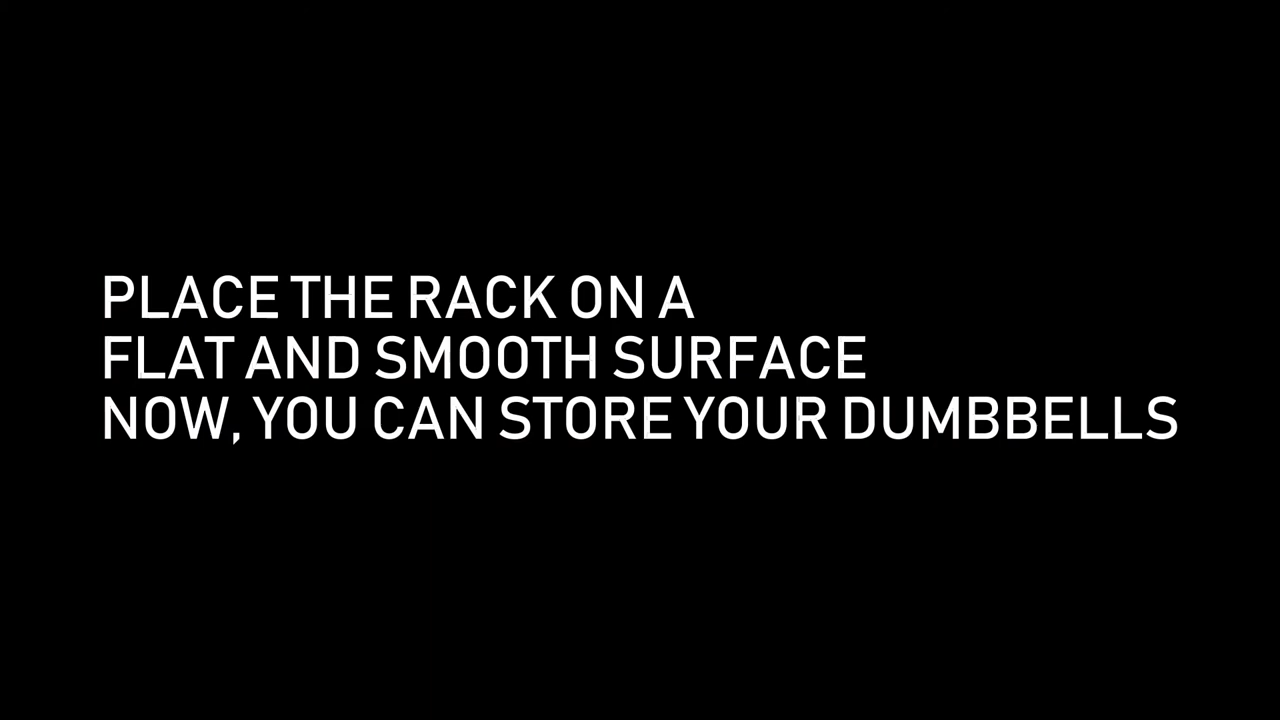 PLACE THE RACK ON A
FLAT AND SMOOTH SURFACE
NOW, YOU CAN STORE YOUR DUMBBELLS